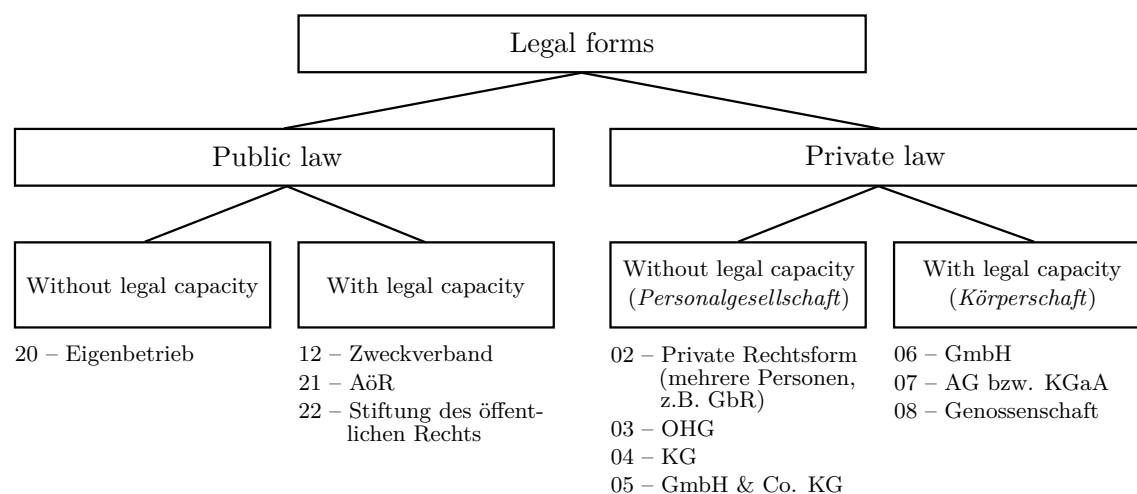 Legal forms
Public law
Private law
Without legal capacity
With legal capacity
Without legal capacity
(Personalgesellschaft)
With legal capacity
(Körperschaft)
20 – Eigenbetrieb
12 – Zweckverband
21 – AöR
22 – Stiftung des öffent-
lichen Rechts
02 – Private Rechtsform
(mehrere Personen,
z.B. GbR)
03 – OHG
04 – KG
05 – GmbH & Co. KG
06 – GmbH
07 – AG bzw. KGaA
08 – Genossenschaft